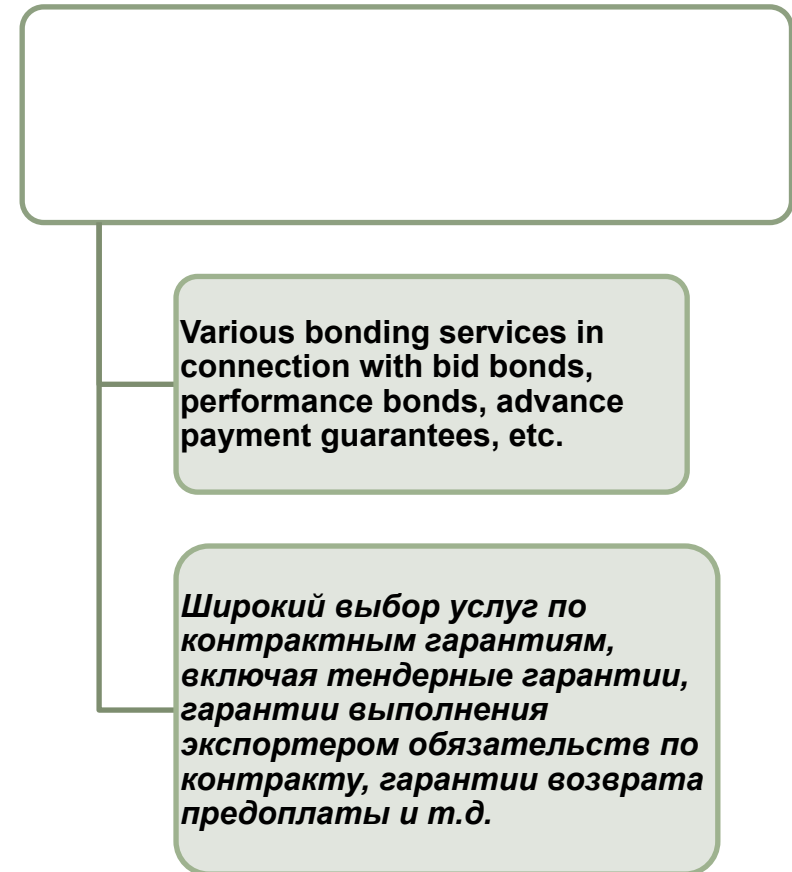 Various bonding services in
connection with bid bonds,
performance bonds, advance
payment guarantees, etc.
Широкий выбор услуг по
контрактным гарантиям,
включая тендерные гарантии,
гарантии выполнения
экспортером обязательств по
контракту, гарантии возврата
предоплаты и т.д.